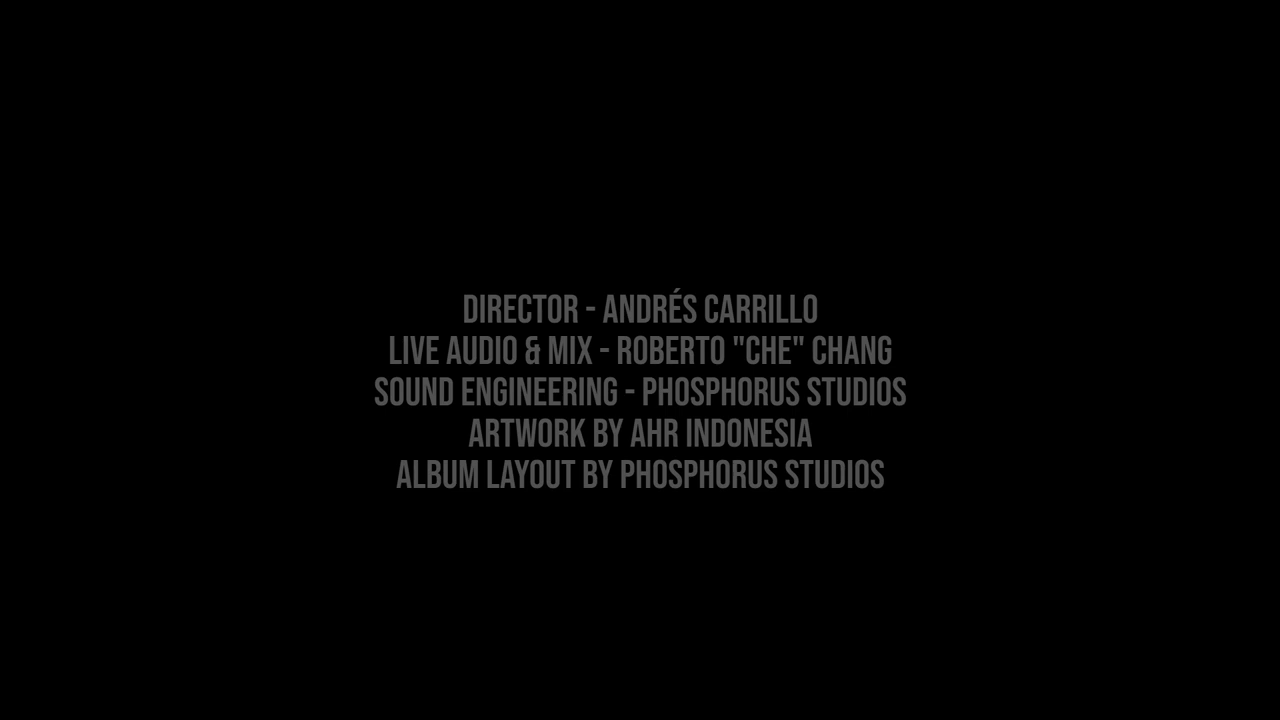 DIRECTOR - ANDRÉS CARRILLO
LIVE AUDIO & MIX - ROBERTO "CHE" CHANG
SOUND ENGINEERING - PHOSPHORUS STUDIOS
ARTWORK BY AHR INDONESIA
ALBUM LAYOUT BY PHOSPHORUS STUDIOS